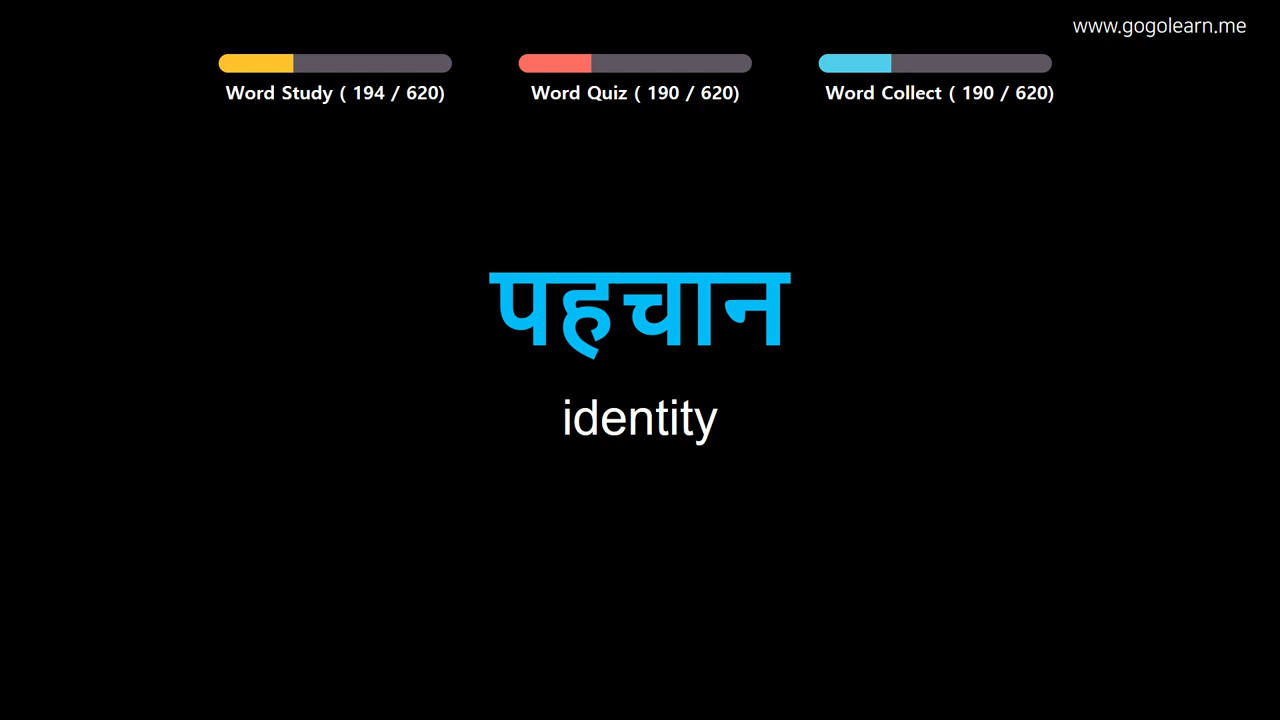 www.gogolearn.me
Word Study ( 194 / 620)
Word Quiz ( 190 / 620)
Word Collect ( 190 / 620)
पहचान
identity